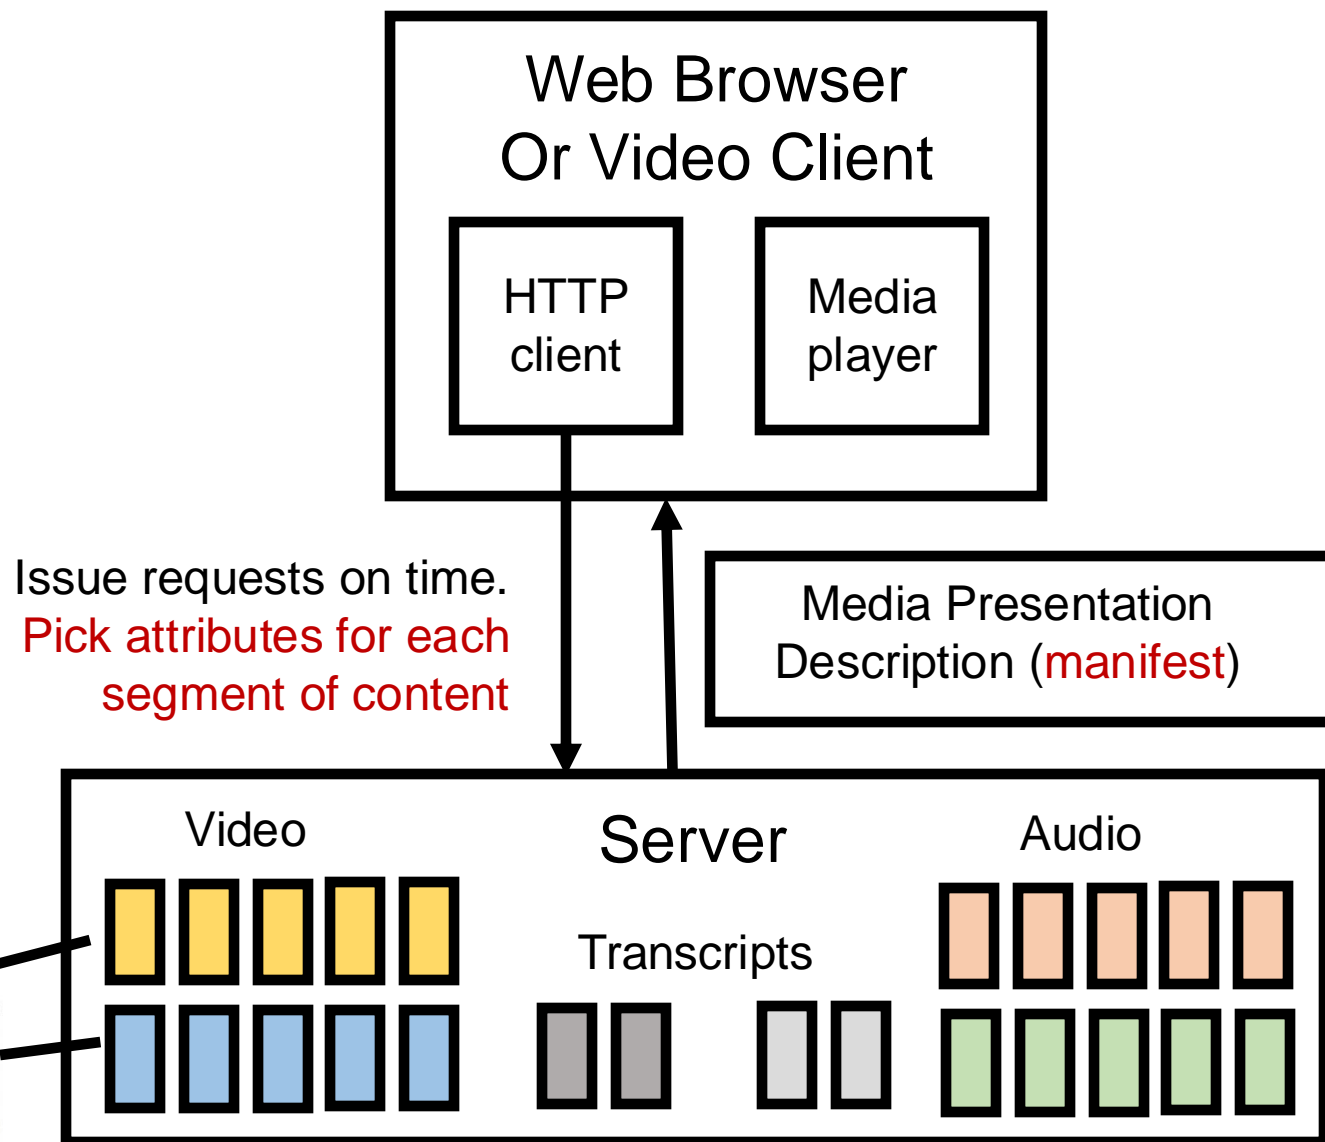 Web Browser
Or Video Client
HTTP
client
Media
player
Issue requests on time.
Pick attributes for each
segment of content
Media Presentation
Description (manifest)
Video
Server
Audio
Transcripts